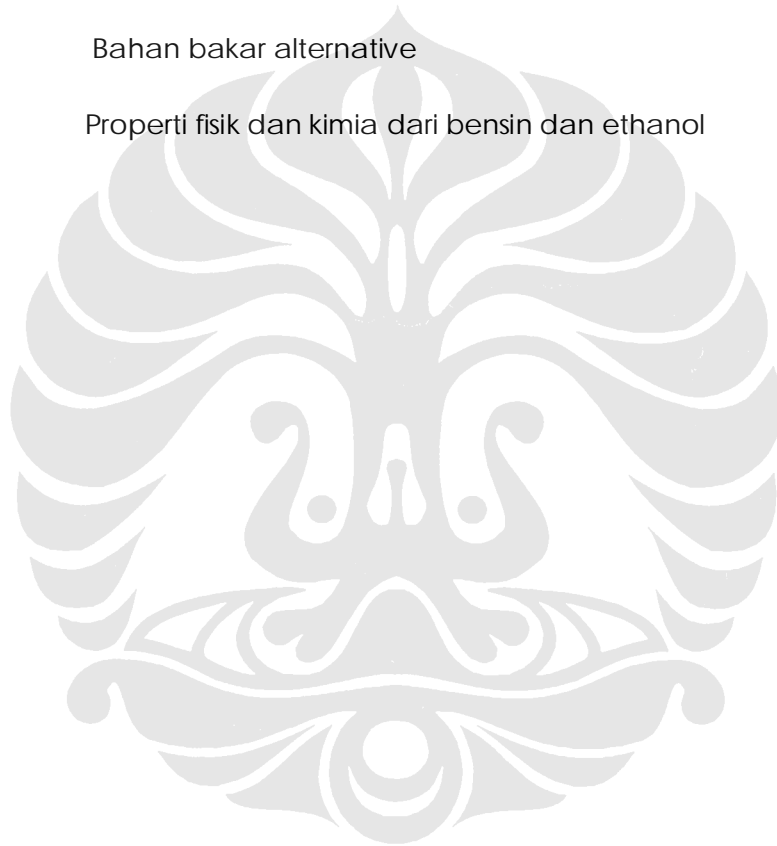 Bahan bakar alternative
Properti fisik dan kimia dari bensin dan ethanol